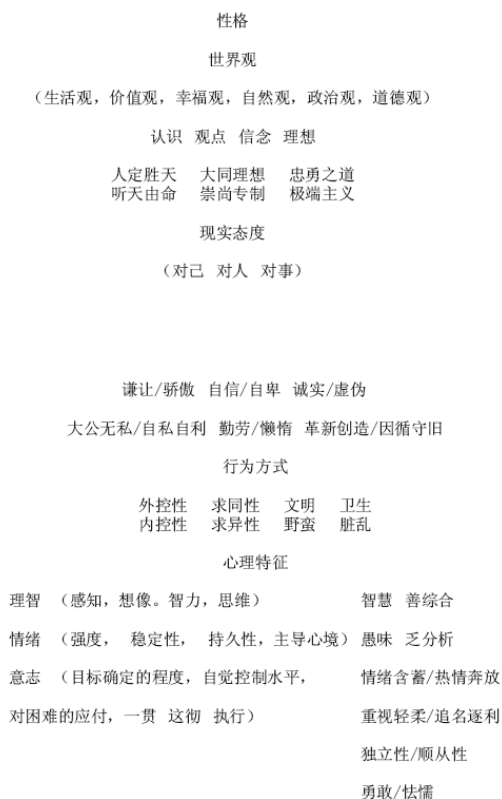 性格
世界观
（生活观，价值观，幸福观，自然观，政治观，道德观）
认识 观点 信念 理想
人定胜天 大同理想 忠勇之道
听天由命 崇尚专制 极端主义
现实态度
（对己 对人 对事）
谦让/骄傲 自信/自卑 诚实/虚伪
大公无私/自私自利 勤劳/懒惰 革新创造/因循守旧
行为方式
外控性 求同性 文明 卫生
内控性 求异性 野蛮 脏乱
心理特征
理智 （感知，想像。智力，思维） 智慧 善综合
情绪 （强度， 稳定性， 持久性，主导心境） 愚味 乏分析
意志 （目标确定的程度，自觉控制水平， 情绪含蓄/热情奔放
对困难的应付，一贯 这彻 执行） 重视轻柔/追名逐利
独立性/顺从性
勇敢/怯懦